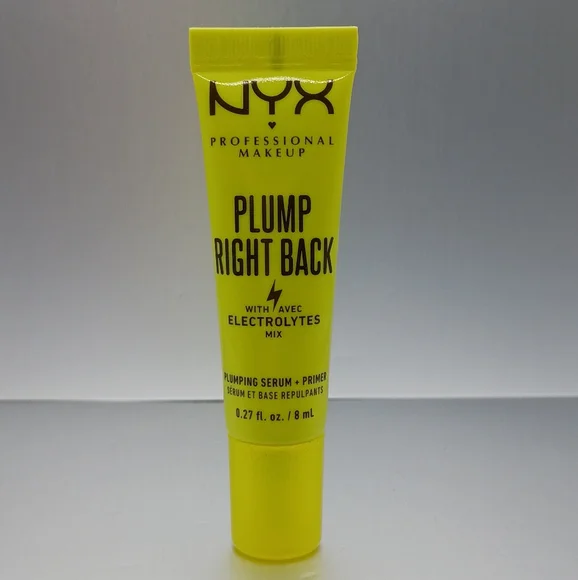 NYX
PROFESSIONAL
MAKEUP
PLUMP
RIGHT BACK
WITH AVEC
ELECTROLYTES
MIX
PLUMPING SERUM + PRIMER
SÉRUM ET BASE REPULPANTS
0.27 fl. oz. / 8 mL